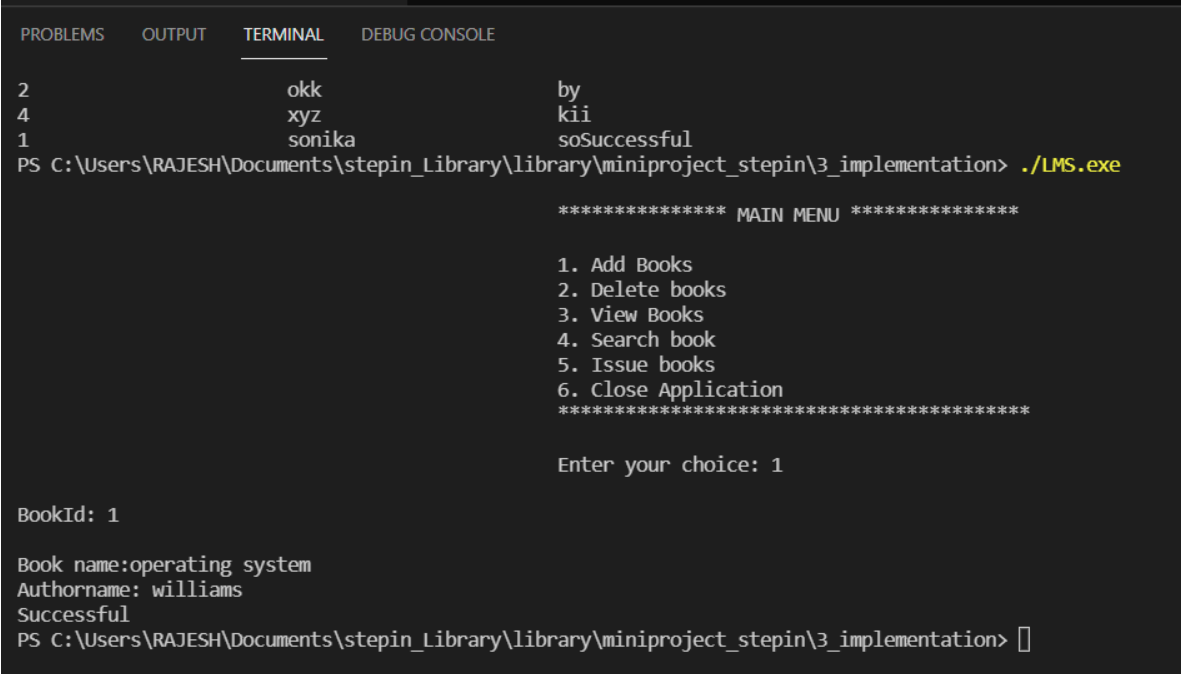 PROBLEMS OUTPUT TERMINAL DEBUG CONSOLE
2 okk by
4 xyz kii
1 sonika soSuccessful
PS C:\Users\RAJESH\Documents\stepin_Library\library\miniproject_stepin\3_implementation> ./LMS.exe
*************** MAIN MENU ***************
1. Add Books
2. Delete books
3. View Books
4. Search book
5. Issue books
6. Close Application
******************************************
Enter your choice: 1
BookId: 1
Book name:operating system
Authorname: williams
Successful
PS C:\Users\RAJESH\Documents\stepin_Library\library\miniproject_stepin\3_implementation>